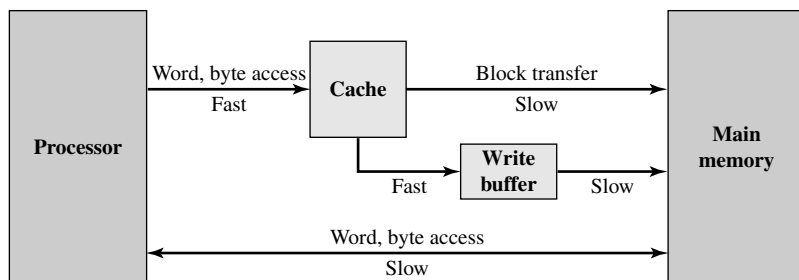 Processor
Word, byte access
Fast
Cache
Block transfer
Slow
Fast
Write
buffer
Slow
Word, byte access
Slow
Main
memory